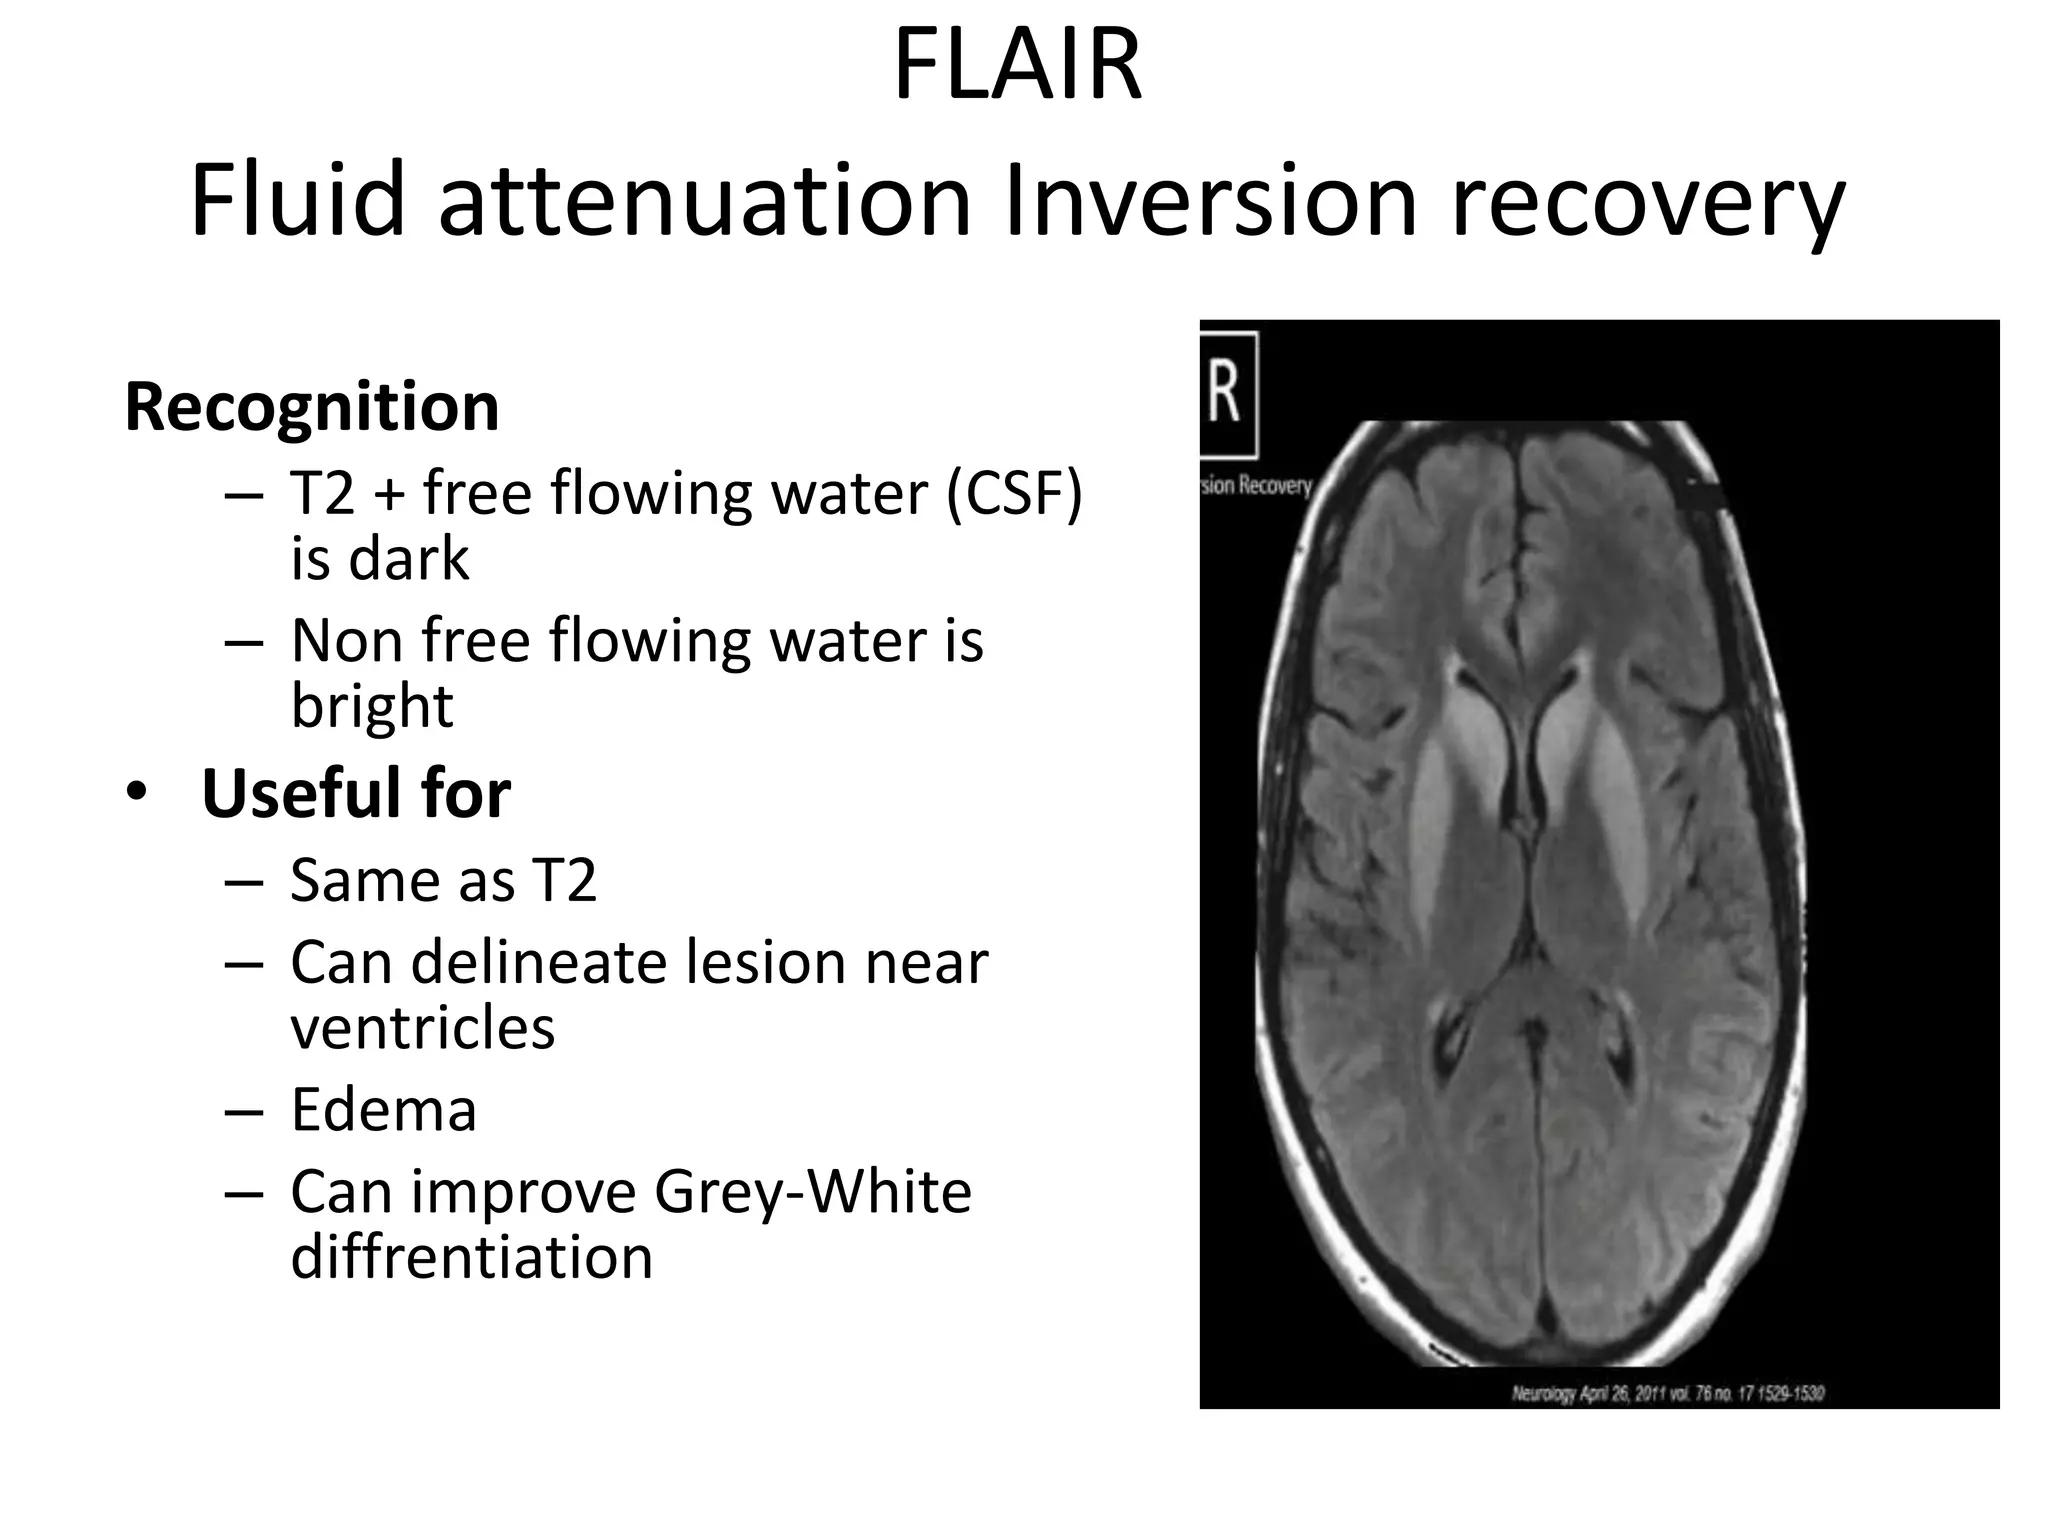 FLAIR
Fluid attenuation Inversion recovery
Recognition
– T2 + free flowing water (CSF)
is dark
– Non free flowing water is
bright
• Useful for
– Same as T2
– Can delineate lesion near
ventricles
– Edema
– Can improve Grey-White
diffrentiation
R
sion Recovery
Neurology April 26, 2011 vol. 76 no. 17 1529-1530